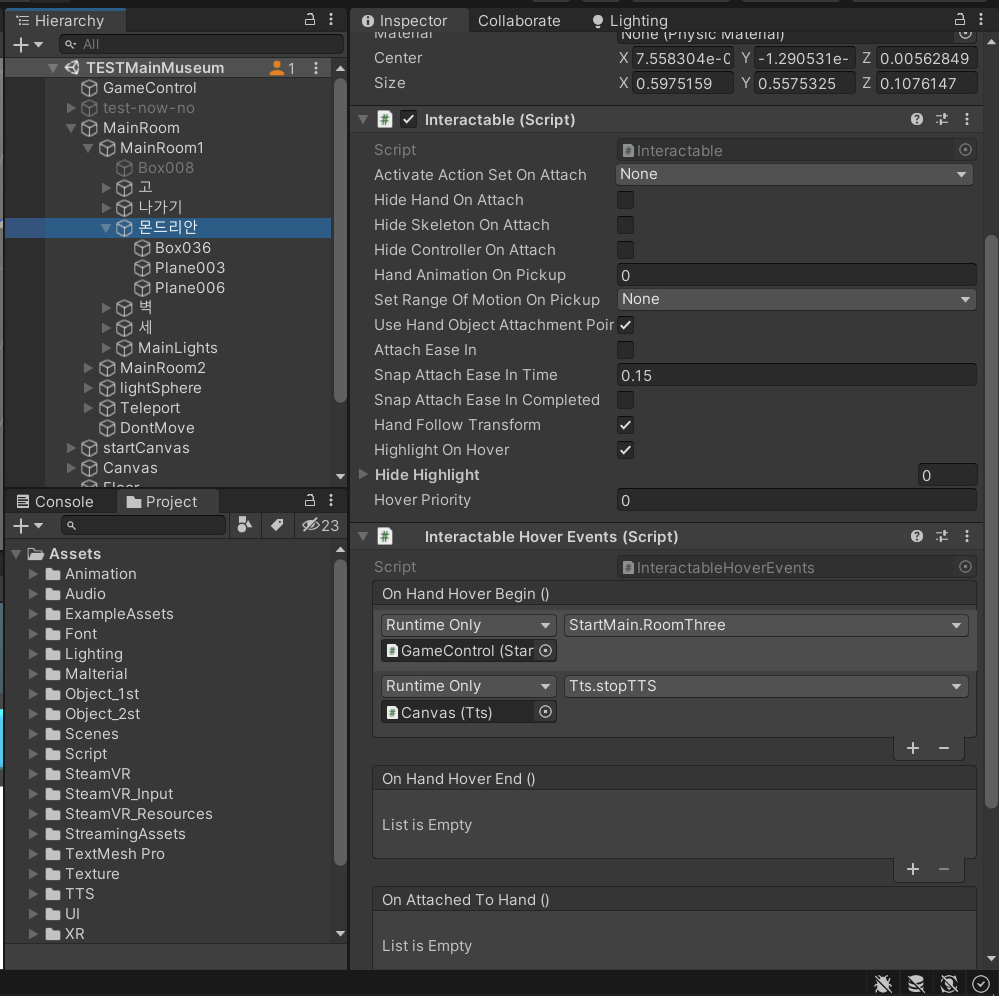 Hierarchy
All
TESTMainMuseum 1
GameControl
test-now-no
MainRoom
MainRoom1
Box008
고
나가기
몬드리안
Box036
Plane003
Plane006
벽
세
MainLights
MainRoom2
lightSphere
Teleport
DontMove
startCanvas
Canvas
Floor
Console Project
23
Assets
Animation
Audio
ExampleAssets
Font
Lighting
Malterial
Object_1st
Object_2st
Scenes
Script
SteamVR
SteamVR_Input
SteamVR_Resources
StreamingAssets
TextMesh Pro
Texture
TTS
UI
XR
Inspector Collaborate Lighting
Material None (Physic Material)
Center X 7.558304e-0 Y -1.290531e- Z 0.00562849
Size X 0.5975159 Y 0.5575325 Z 0.1076147
# Interactable (Script)
Script # Interactable
Activate Action Set On Attach None
Hide Hand On Attach
Hide Skeleton On Attach
Hide Controller On Attach
Hand Animation On Pickup 0
Set Range Of Motion On Pickup None
Use Hand Object Attachment Poir
Attach Ease In
Snap Attach Ease In Time 0.15
Snap Attach Ease In Completed
Hand Follow Transform
Highlight On Hover
Hide Highlight 0
Hover Priority 0
# Interactable Hover Events (Script)
Script # InteractableHoverEvents
On Hand Hover Begin ()
Runtime Only StartMain.RoomThree
# GameControl (Star
Runtime Only Tts.stopTTS
# Canvas (Tts)
+ −
On Hand Hover End ()
List is Empty
+ −
On Attached To Hand ()
List is Empty